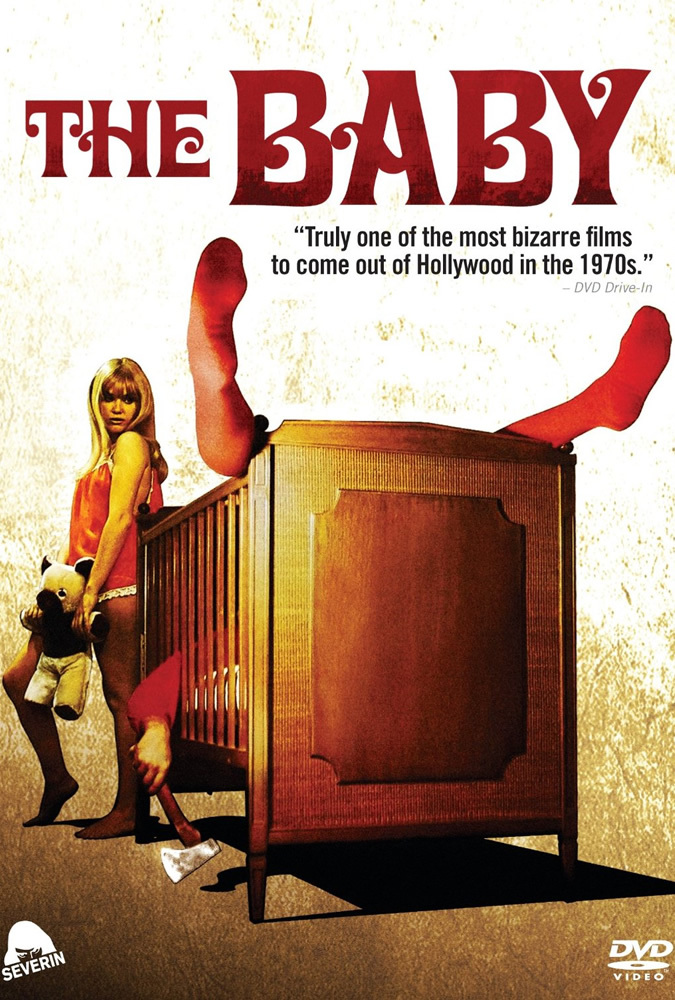 THE BABY
“Truly one of the most bizarre films
to come out of Hollywood in the 1970s.”
– DVD Drive-In
SEVERIN
DVD
VIDEO